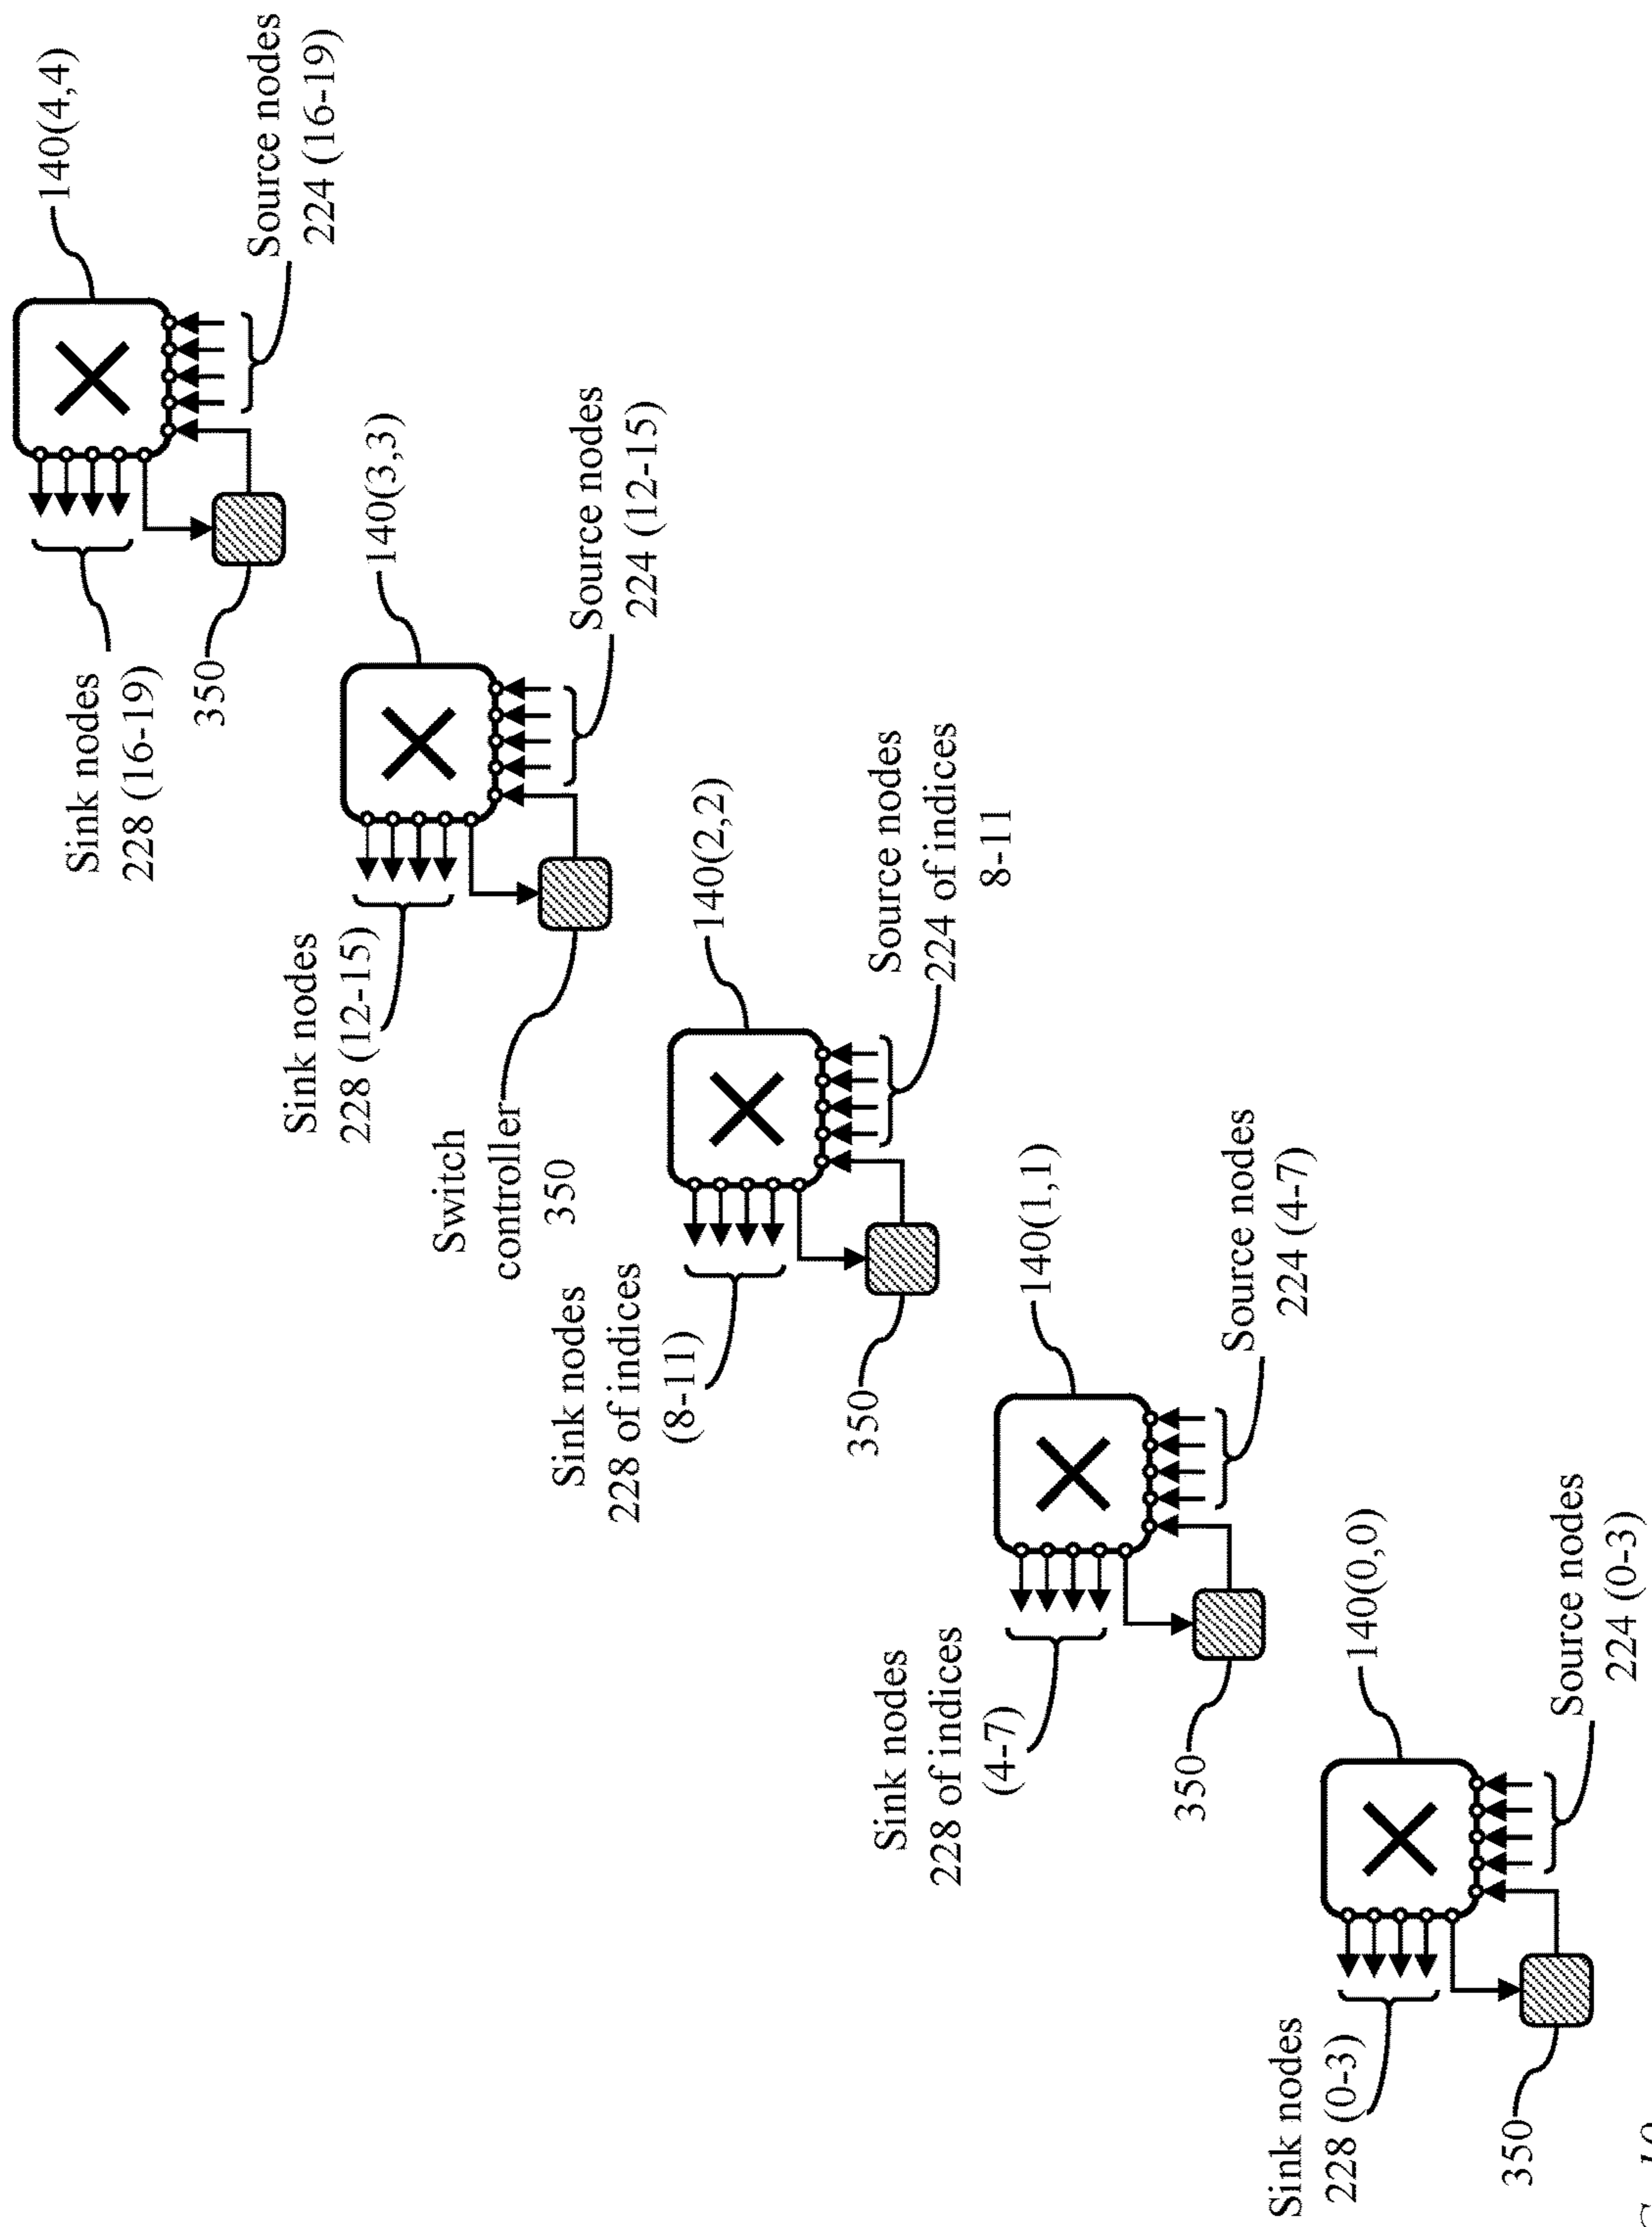 140(4,4)
Sink nodes
228 (16-19)
350
Source nodes
224 (16-19)
Sink nodes
228 (12-15)
140(3,3)
Switch
controller
350
Source nodes
224 (12-15)
Sink nodes
228 of indices
(8-11)
140(2,2)
350
Source nodes
224 of indices
8-11
Sink nodes
228 of indices
(4-7)
140(1,1)
350
Source nodes
224 (4-7)
Sink nodes
228 (0-3)
140(0,0)
350
Source nodes
224 (0-3)